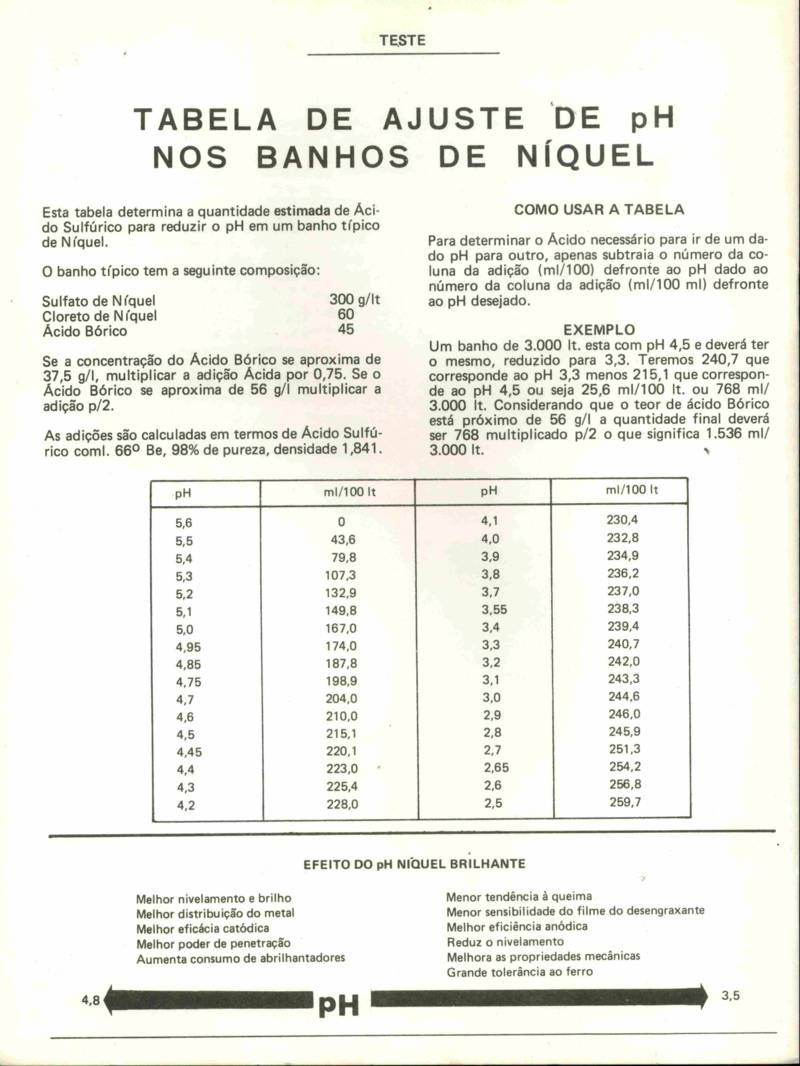 TESTE
TABELA DE AJUSTE DE pH
NOS BANHOS DE NÍQUEL
Esta tabela determina a quantidade estimada de Áci-
do Sulfúrico para reduzir o pH em um banho típico
de Níquel.
O banho típico tem a seguinte composição:
Sulfato de Níquel 300 g/lt
Cloreto de Níquel 60
Ácido Bórico 45
Se a concentração do Ácido Bórico se aproxima de
37,5 g/l, multiplicar a adição Ácida por 0,75. Se o
Ácido Bórico se aproxima de 56 g/l multiplicar a
adição p/2.
As adições são calculadas em termos de Ácido Sulfú-
rico coml. 66º Be, 98% de pureza, densidade 1,841.
COMO USAR A TABELA
Para determinar o Ácido necessário para ir de um da-
do pH para outro, apenas subtraia o número da co-
luna da adição (ml/100) defronte ao pH dado ao
número da coluna da adição (ml/100 ml) defronte
ao pH desejado.
EXEMPLO
Um banho de 3.000 lt. esta com pH 4,5 e deverá ter
o mesmo, reduzido para 3,3. Teremos 240,7 que
corresponde ao pH 3,3 menos 215,1 que correspon-
de ao pH 4,5 ou seja 25,6 ml/100 lt. ou 768 ml/
3.000 lt. Considerando que o teor de ácido Bórico
está próximo de 56 g/l a quantidade final deverá
ser 768 multiplicado p/2 o que significa 1.536 ml/
3.000 lt.
pH ml/100 lt pH ml/100 lt
5,6 0 4,1 230,4
5,5 43,6 4,0 232,8
5,4 79,8 3,9 234,9
5,3 107,3 3,8 236,2
5,2 132,9 3,7 237,0
5,1 149,8 3,55 238,3
5,0 167,0 3,4 239,4
4,95 174,0 3,3 240,7
4,85 187,8 3,2 242,0
4,75 198,9 3,1 243,3
4,7 204,0 3,0 244,6
4,6 210,0 2,9 246,0
4,5 215,1 2,8 245,9
4,45 220,1 2,7 251,3
4,4 223,0 2,65 254,2
4,3 225,4 2,6 256,8
4,2 228,0 2,5 259,7
EFEITO DO pH NIQUEL BRILHANTE
Melhor nivelamento e brilho
Melhor distribuição do metal
Melhor eficácia catódica
Melhor poder de penetração
Aumenta consumo de abrilhantadores
Menor tendência à queima
Menor sensibilidade do filme do desengraxante
Melhor eficiência anódica
Reduz o nivelamento
Melhora as propriedades mecânicas
Grande tolerância ao ferro
4,8 pH 3,5